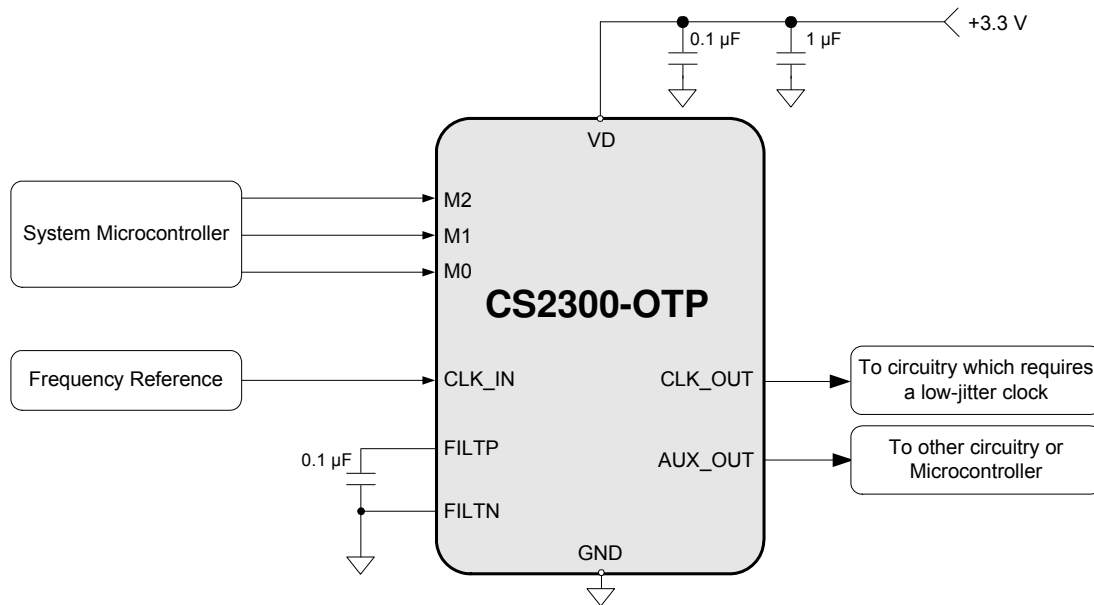 +3.3 V
0.1 µF
1 µF
VD
System Microcontroller
M2
M1
M0
CS2300-OTP
Frequency Reference
CLK_IN
CLK_OUT
To circuitry which requires
a low-jitter clock
0.1 µF
FILTP
AUX_OUT
To other circuitry or
Microcontroller
FILTN
GND